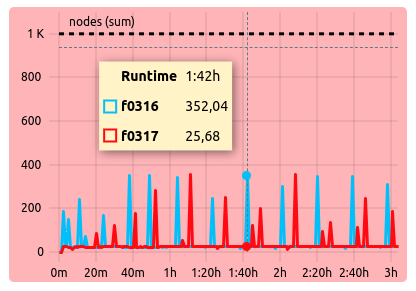 nodes (sum)
1 K
800
600
400
200
0
Runtime 1:42h
f0316 352,04
f0317 25,68
0m 20m 40m 1h 1:20h 1:40h 2h 2:20h 2:40h 3h